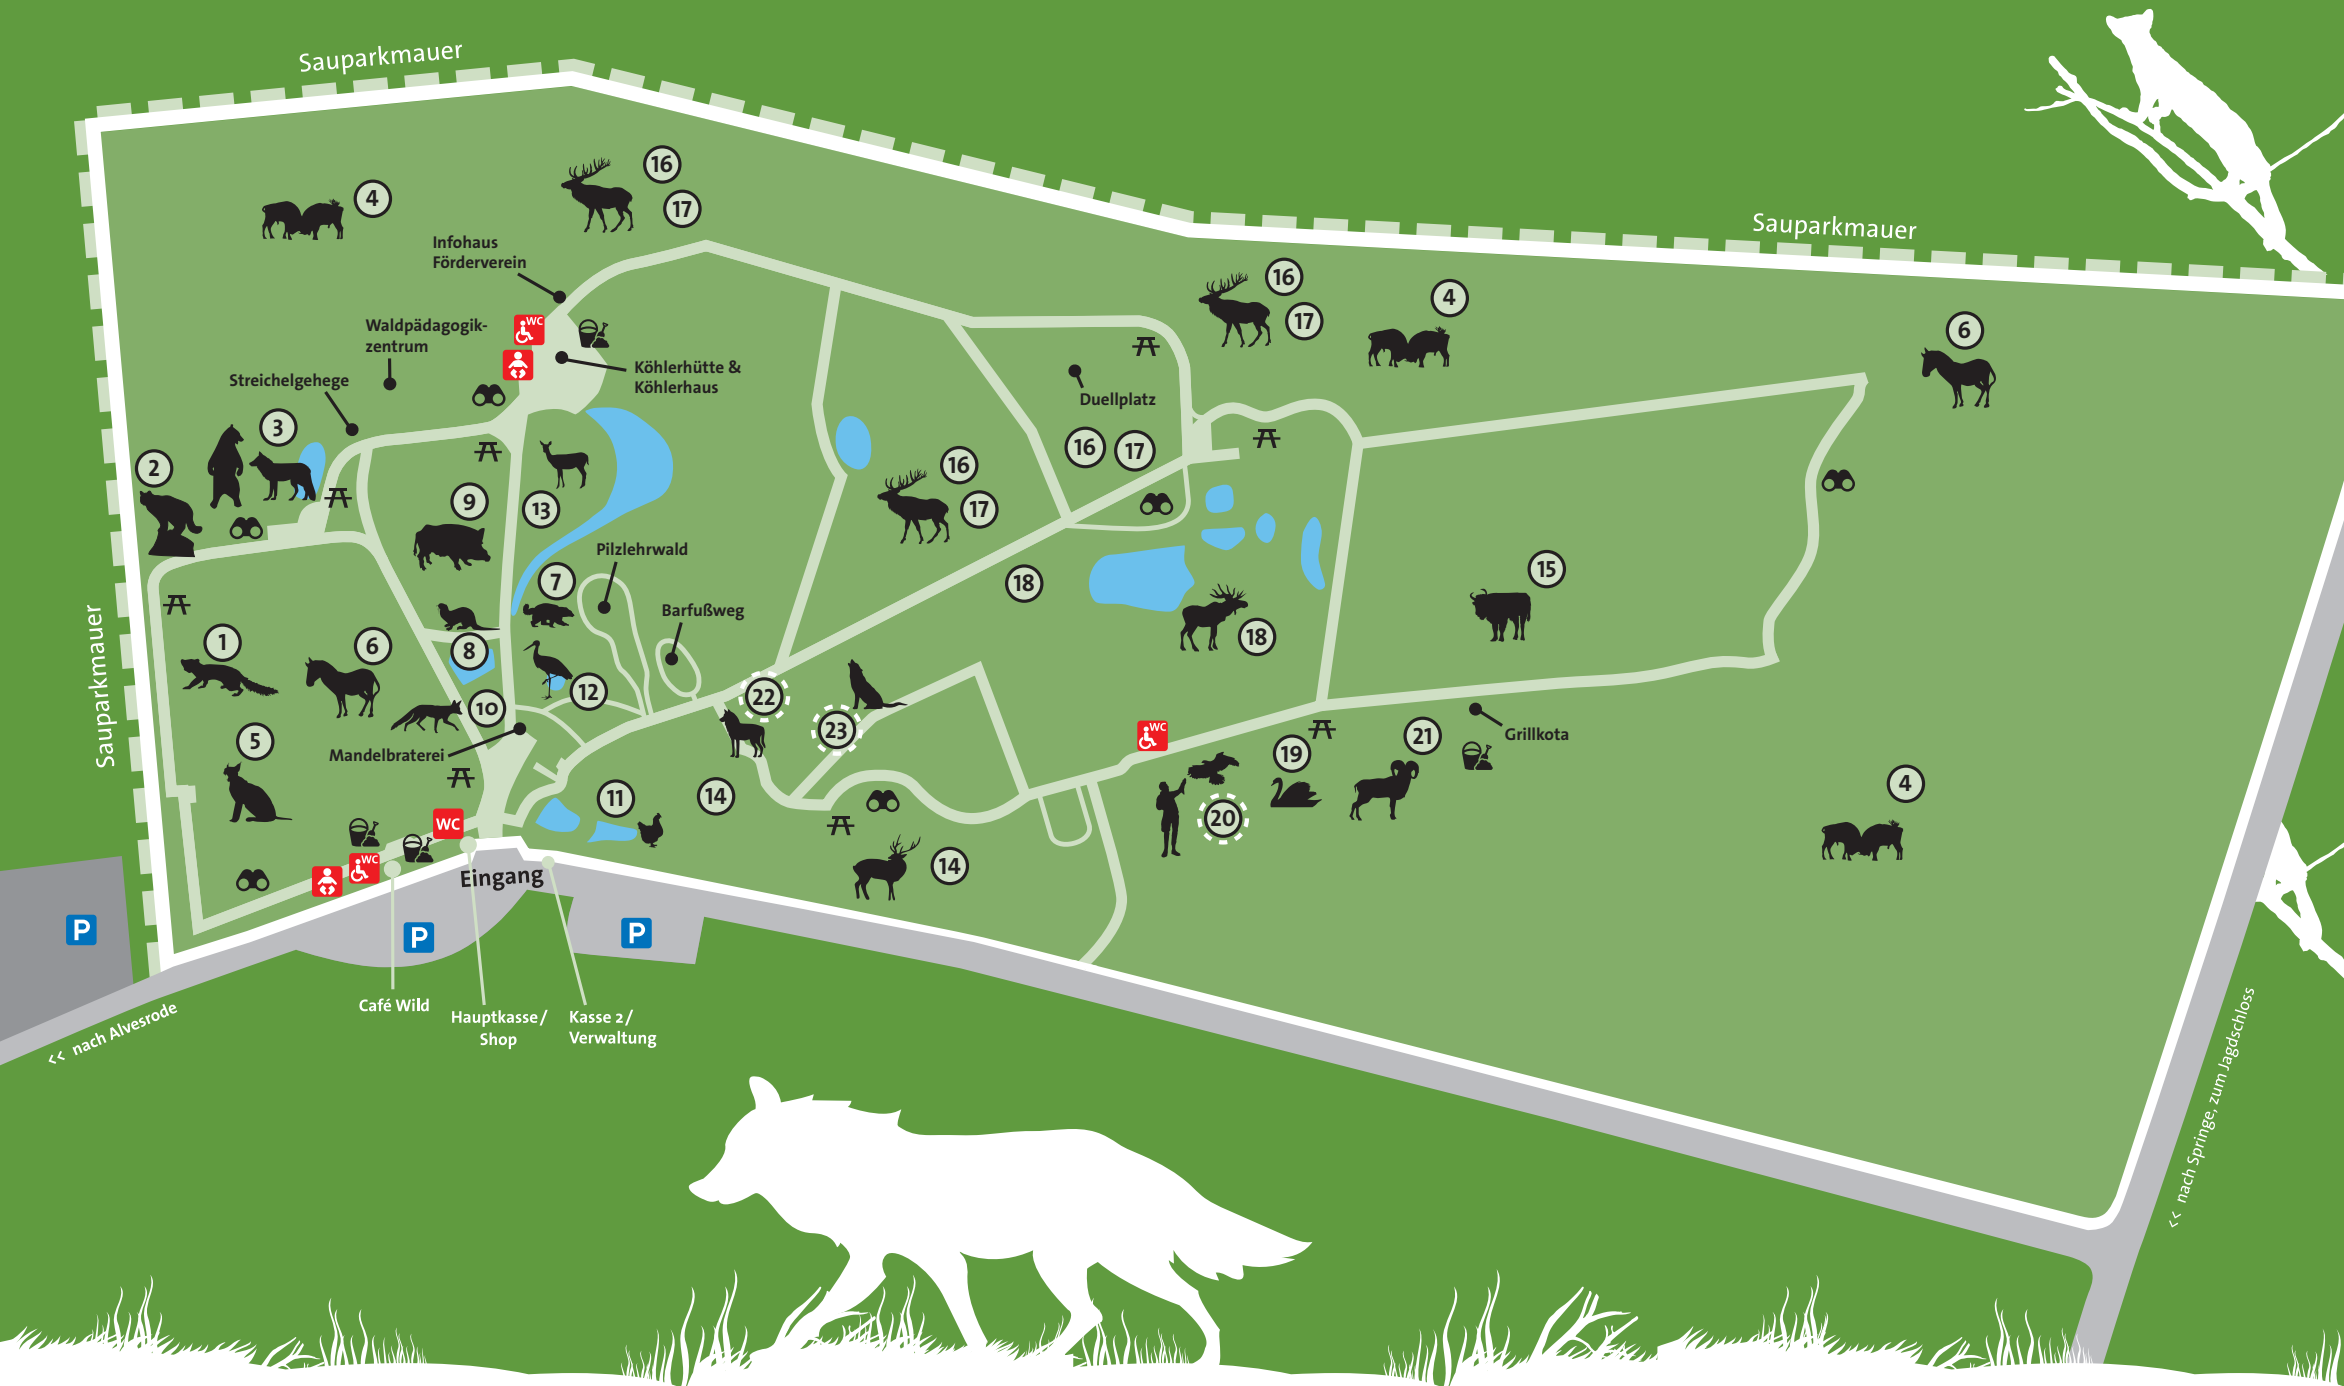 Sauparkmauer
Sauparkmauer
4
16
17
Infohaus
Förderverein
16
17
4
6
Waldpädagogik-
zentrum
WC
Köhlerhütte &
Köhlerhaus
Streichelgehege
Duellplatz
3
2
16
17
16
17
9
13
Pilzlehrwald
7
18
15
Barfußweg
Sauparkmauer
1
6
8
12
18
22
10
23
5
Mandelbraterei
WC
21
Grillkota
19
11
14
4
20
WC
WC
14
Eingang
P
P
P
Café Wild
Hauptkasse/
Shop
Kasse 2/
Verwaltung
<< nach Alvesrode
<< nach Springe, zum Jagdschloss